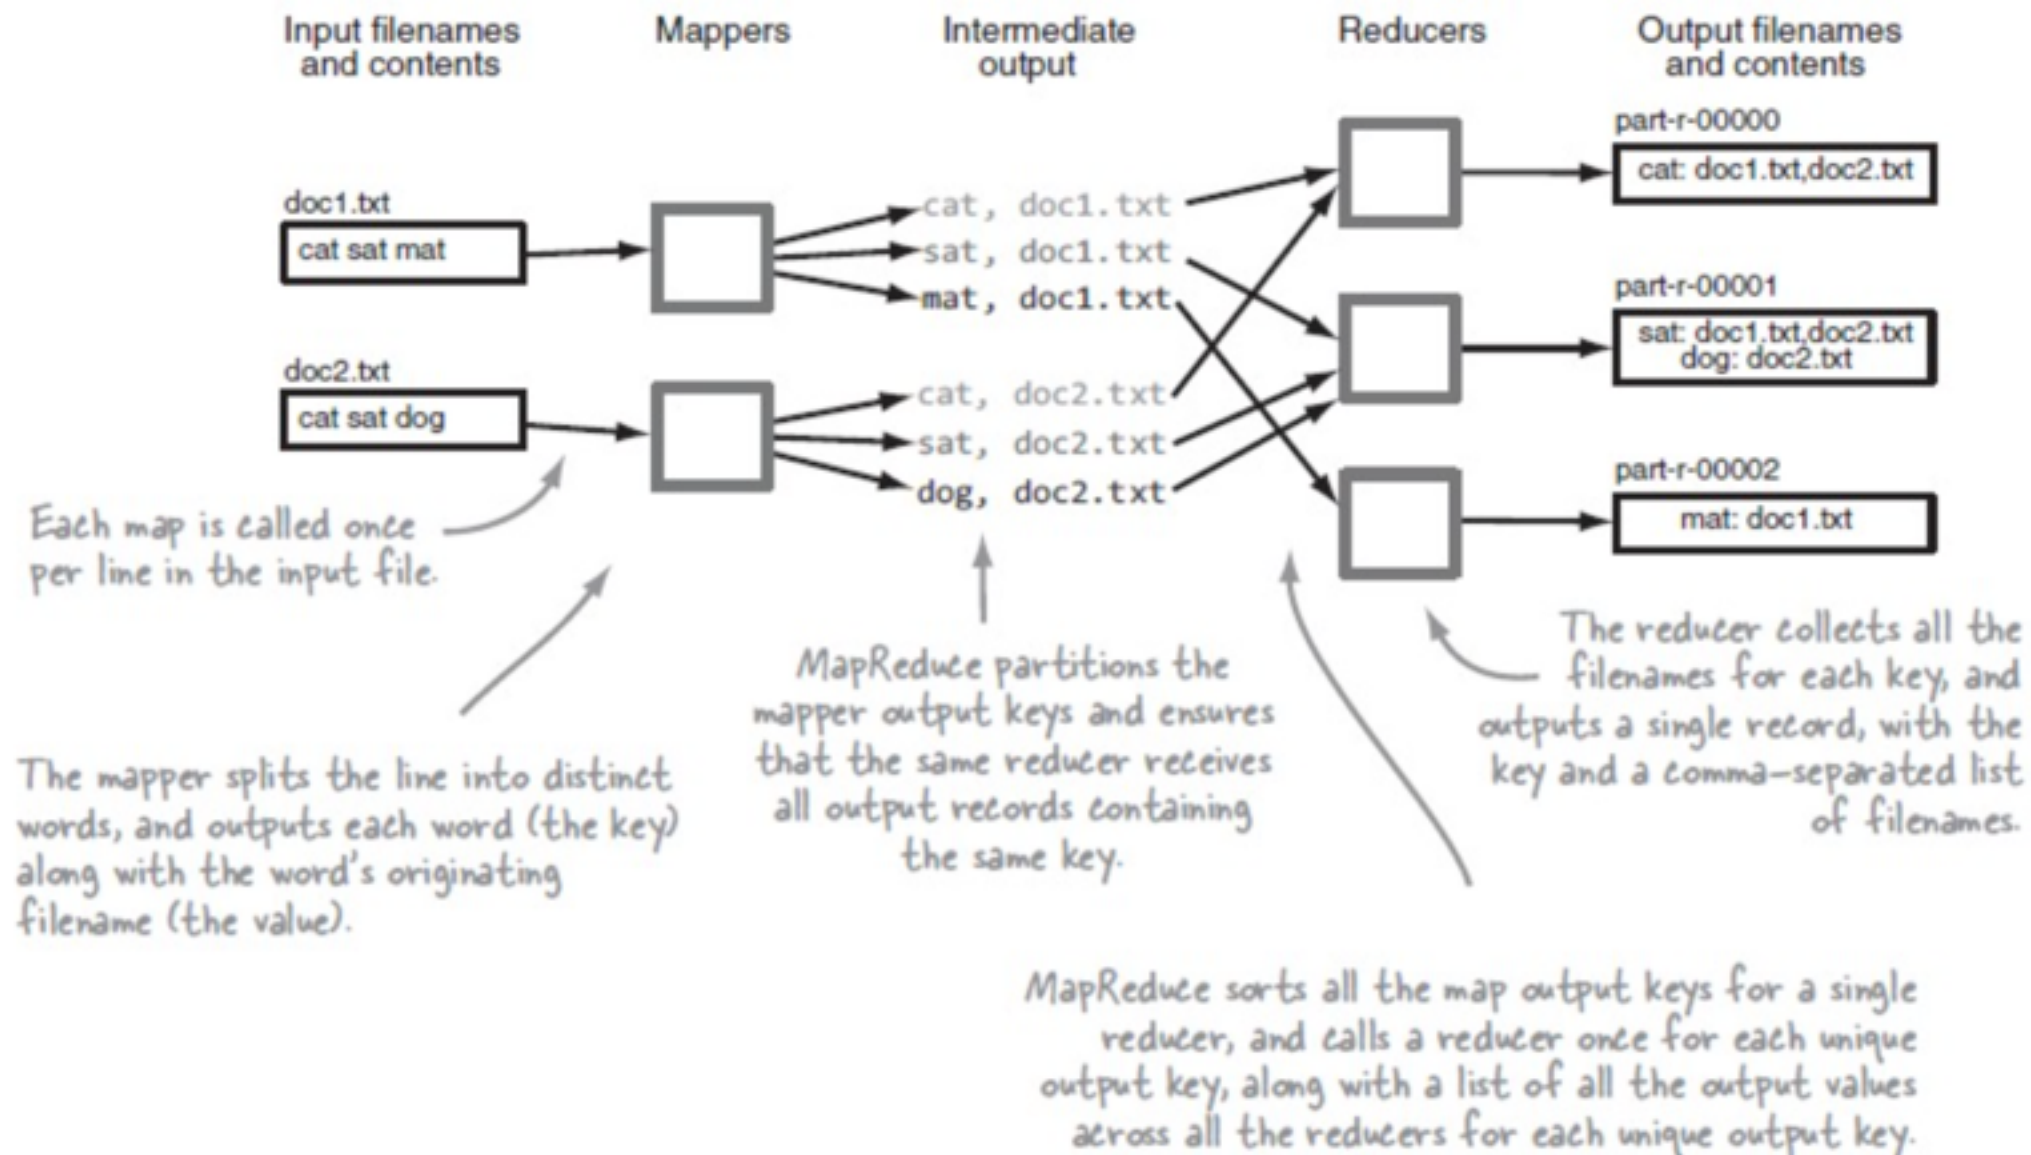 Input filenames
and contents
Mappers
Intermediate
output
Reducers
Output filenames
and contents
doc1.txt
cat sat mat
doc2.txt
cat sat dog
cat, doc1.txt
sat, doc1.txt
mat, doc1.txt
cat, doc2.txt
sat, doc2.txt
dog, doc2.txt
part-r-00000
cat: doc1.txt,doc2.txt
part-r-00001
sat: doc1.txt,doc2.txt
dog: doc2.txt
part-r-00002
mat: doc1.txt
Each map is called once
per line in the input file.
The mapper splits the line into distinct
words, and outputs each word (the key)
along with the word's originating
filename (the value).
MapReduce partitions the
mapper output keys and ensures
that the same reducer receives
all output records containing
the same key.
The reducer collects all the
filenames for each key, and
outputs a single record, with the
key and a comma-separated list
of filenames.
MapReduce sorts all the map output keys for a single
reducer, and calls a reducer once for each unique
output key, along with a list of all the output values
across all the reducers for each unique output key.